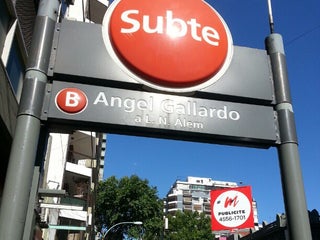 Subte
B Angel Gallardo
a L. N. Alem
m
PUBLICITE
4556-1701